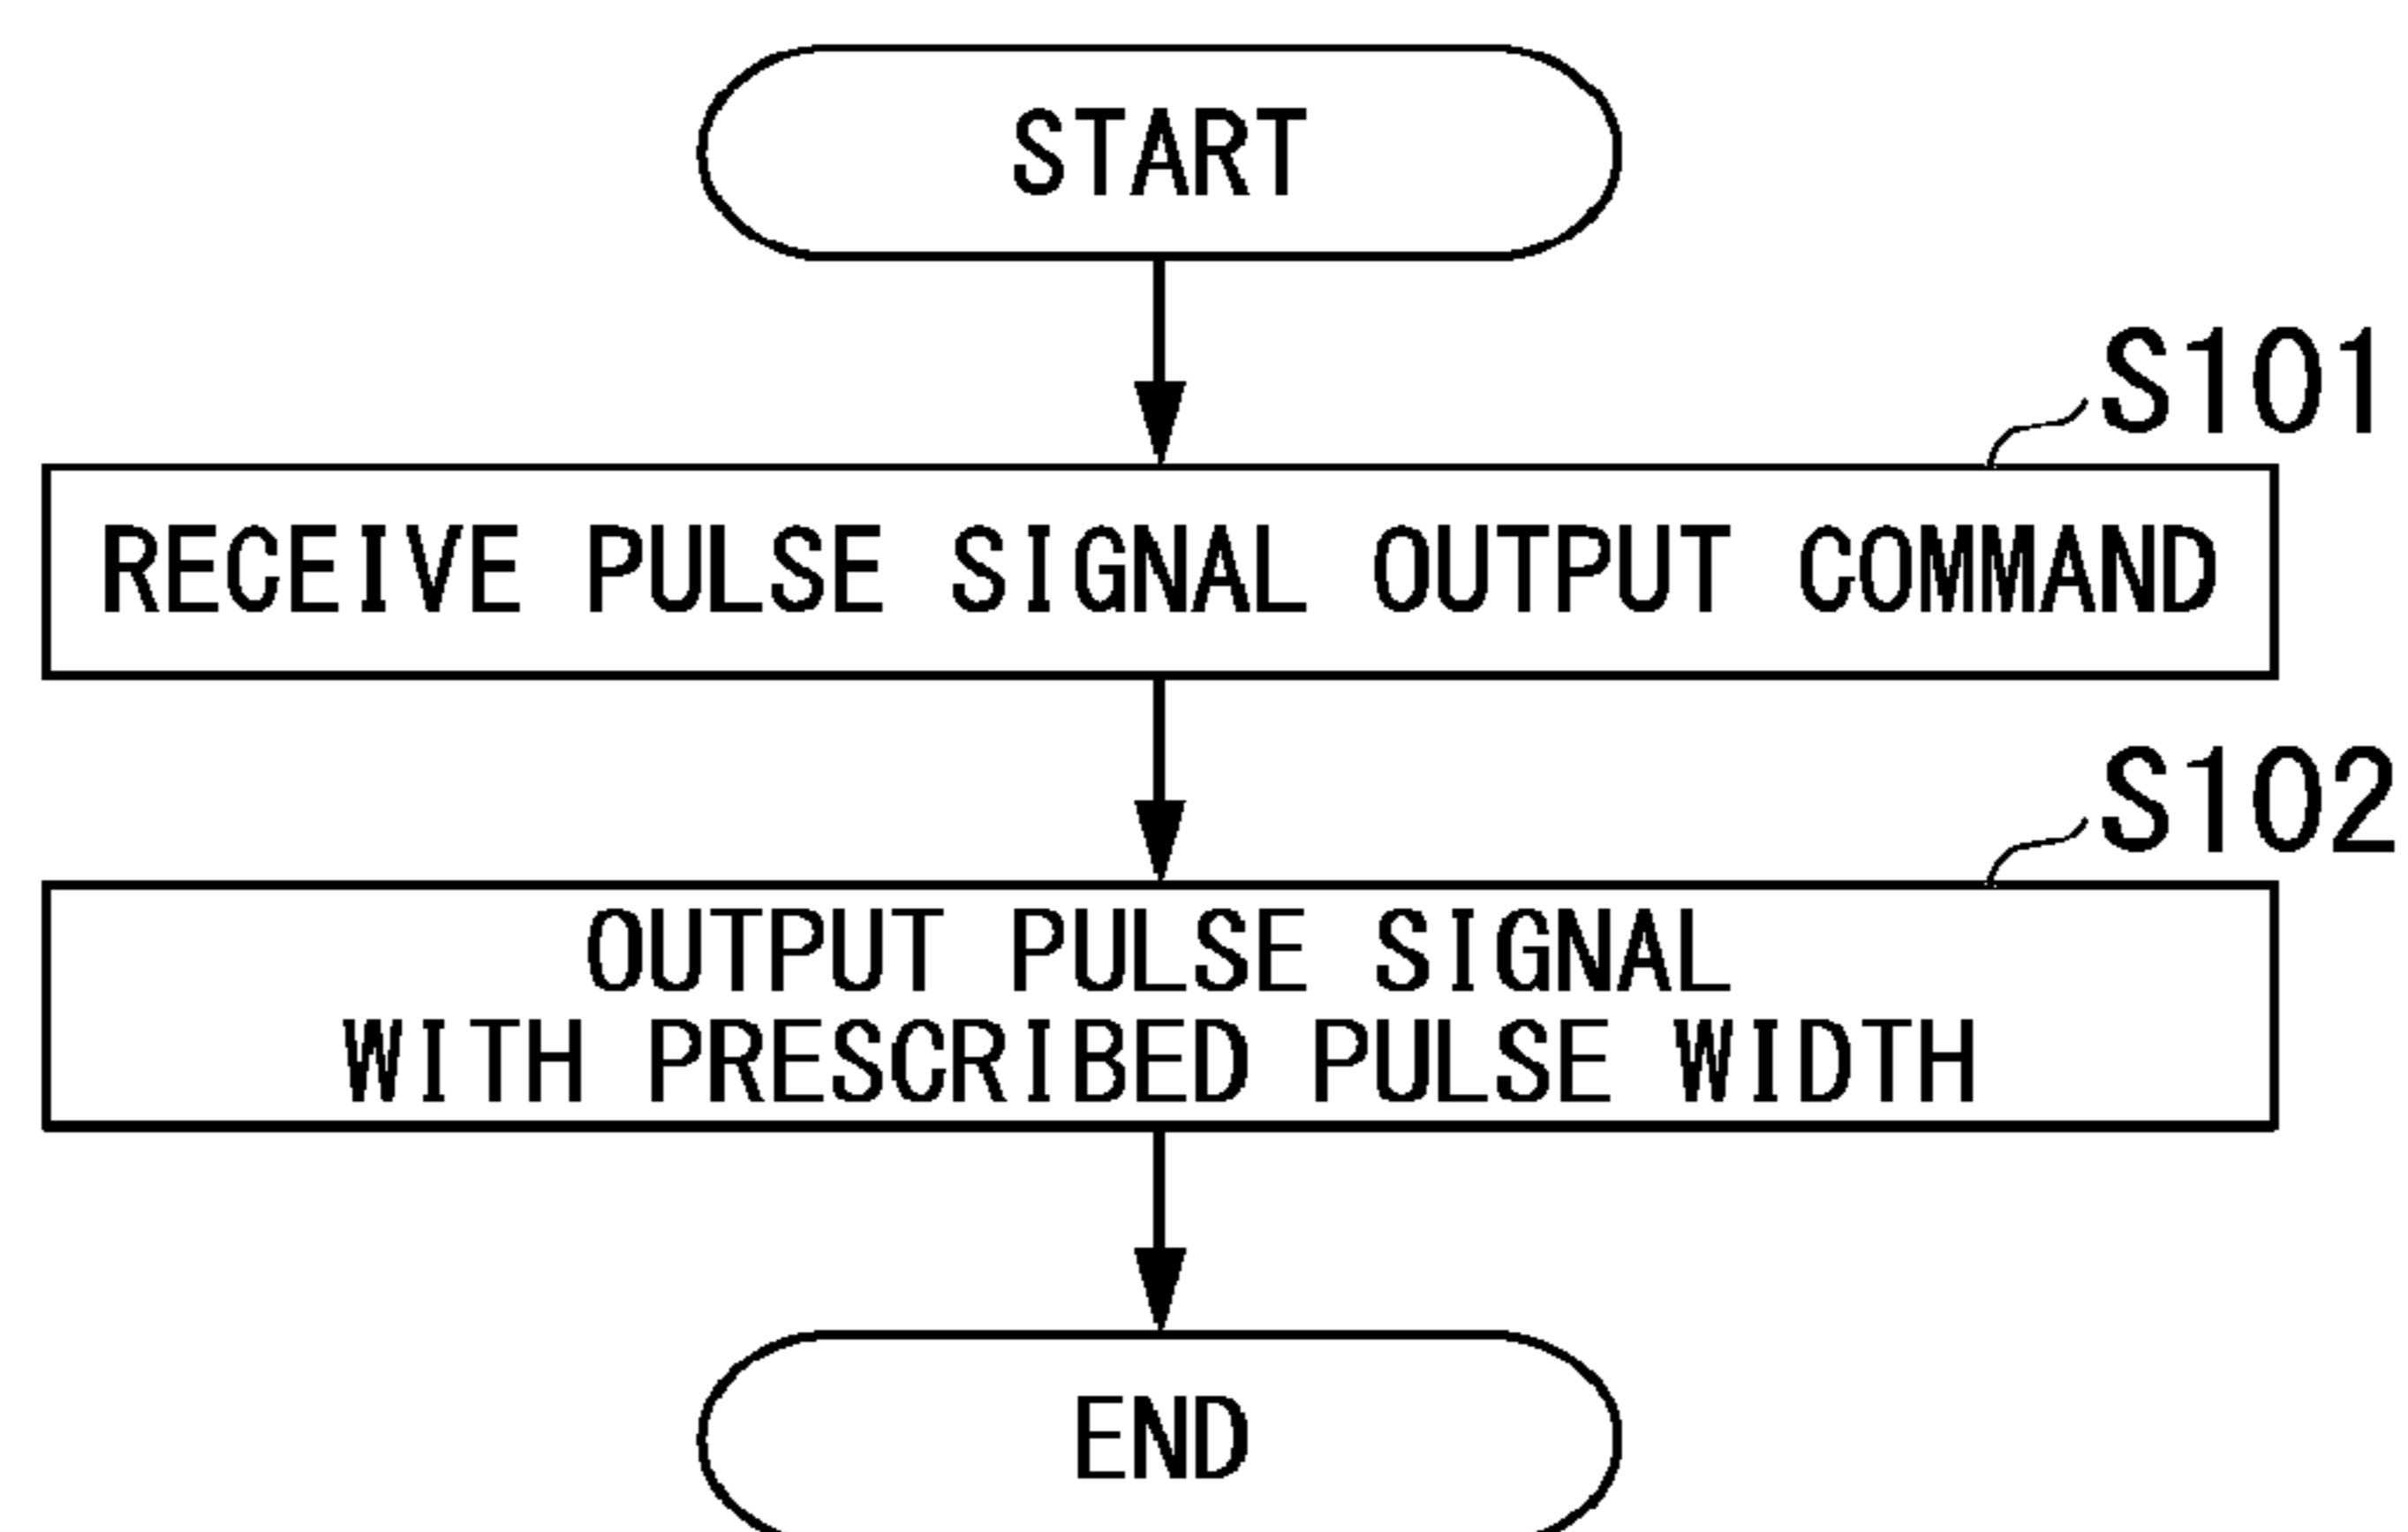 START
S101
RECEIVE PULSE SIGNAL OUTPUT COMMAND
S102
OUTPUT PULSE SIGNAL
WITH PRESCRIBED PULSE WIDTH
END